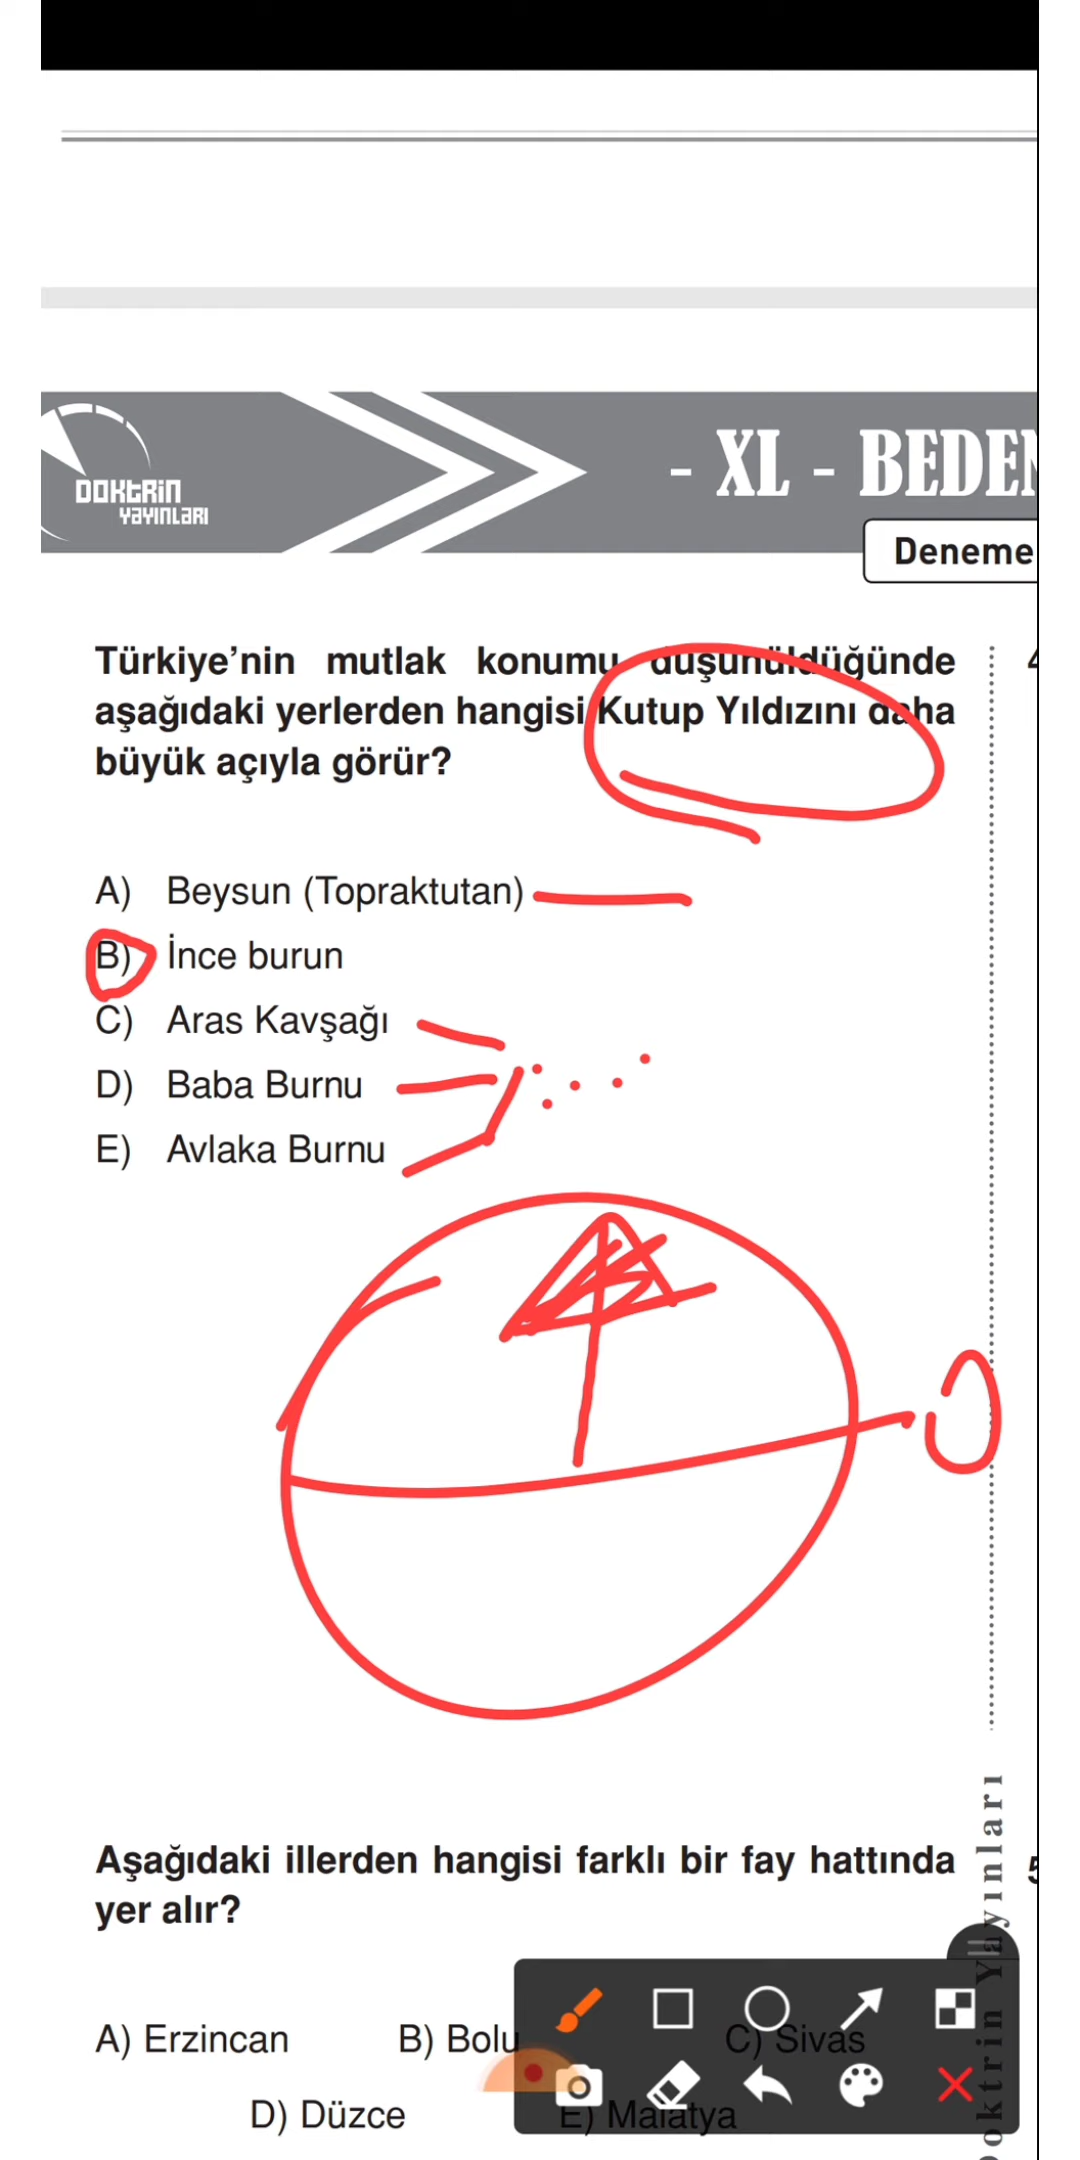 DOKTRİN
YAYINLARI
- XL - BEDEN
Deneme
Türkiye'nin mutlak konumu düşünüldüğünde
aşağıdaki yerlerden hangisi Kutup Yıldızını daha
büyük açıyla görür?
A) Beysun (Topraktutan)
B) İnce burun
C) Aras Kavşağı
D) Baba Burnu
E) Avlaka Burnu
Aşağıdaki illerden hangisi farklı bir fay hattında
yer alır?
A) Erzincan B) Bolu C) Sivas
D) Düzce E) Malatya
oktrin Yayınları